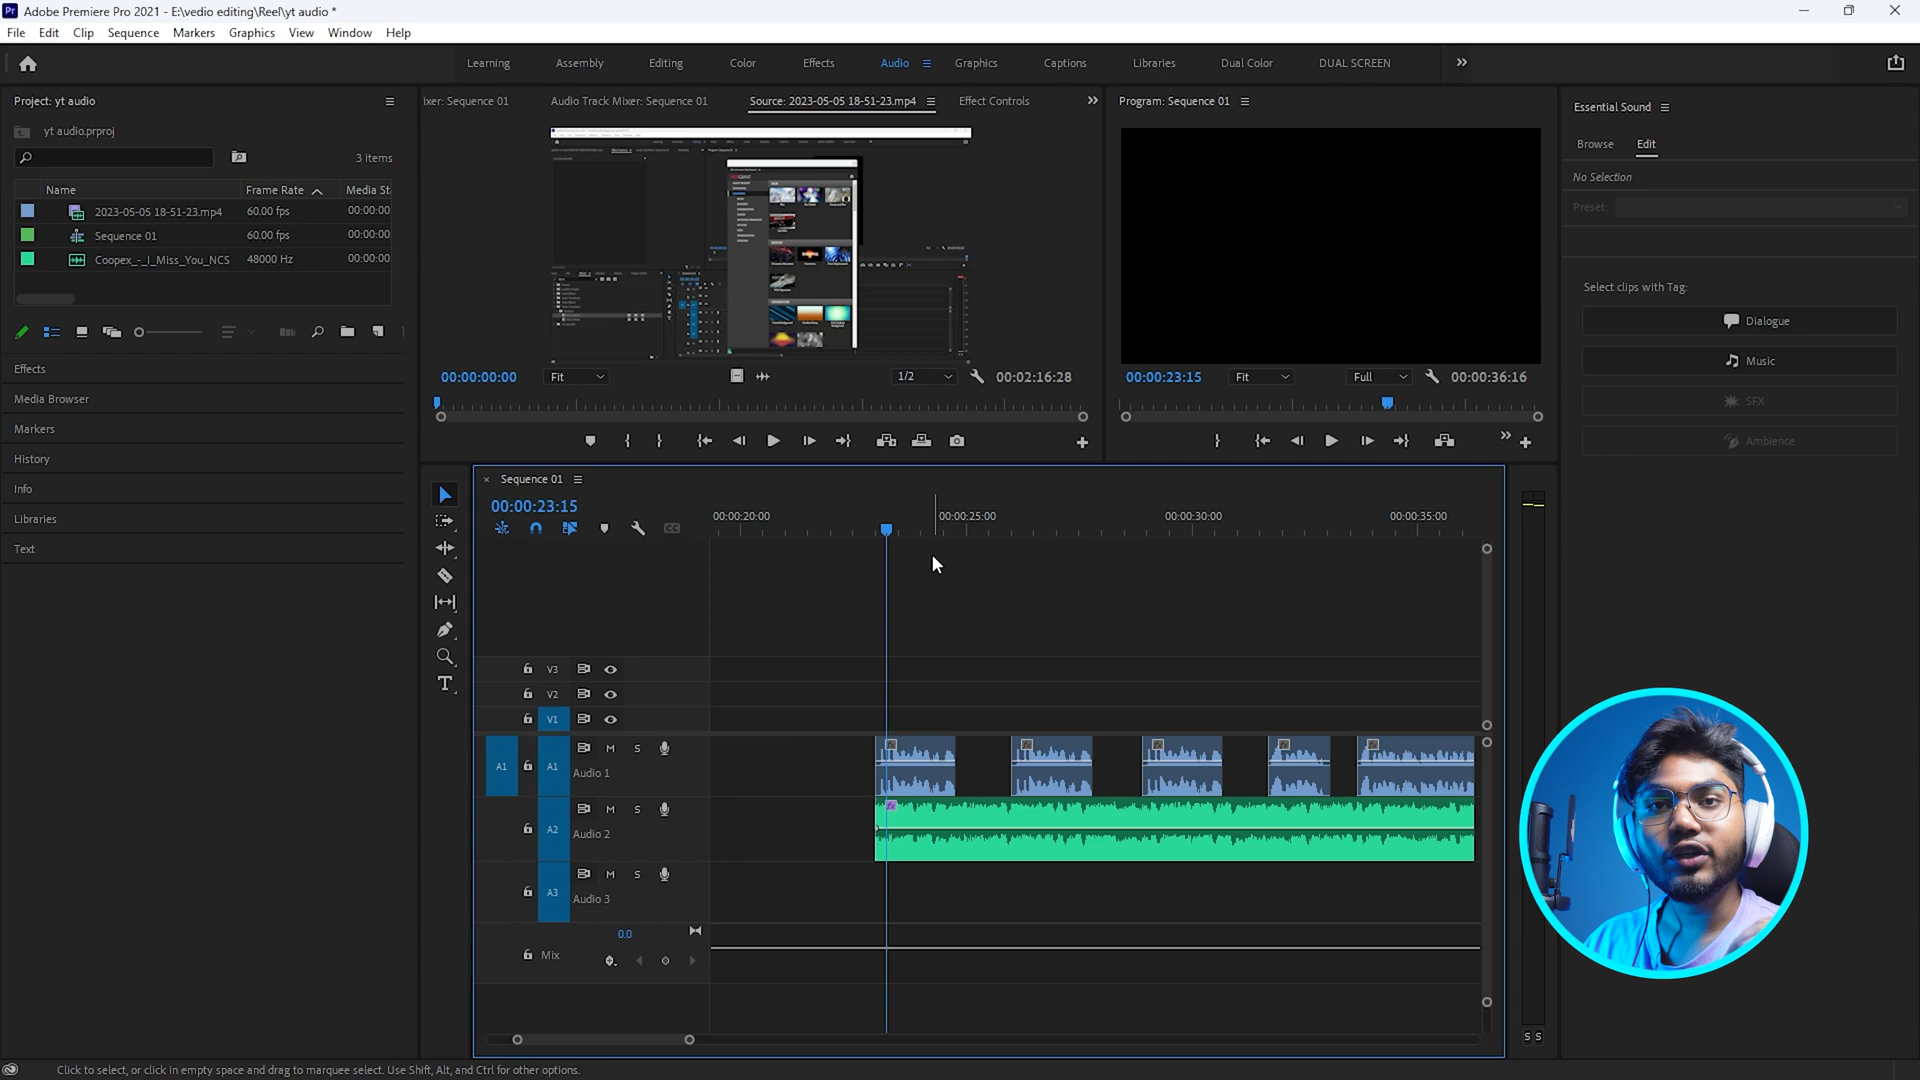 Pr Adobe Premiere Pro 2021 - E:\vedio editing\Reel\yt audio *
File Edit Clip Sequence Markers Graphics View Window Help
Learning Assembly Editing Color Effects Audio Graphics Captions Libraries Dual Color DUAL SCREEN
Project: yt audio
ixer: Sequence 01 Audio Track Mixer: Sequence 01 Source: 2023-05-05 18-51-23.mp4 Effect Controls
Program: Sequence 01
Essential Sound
yt audio.prproj
Browse Edit
3 items
No Selection
Name Frame Rate Media St
Preset:
2023-05-05 18-51-23.mp4 60.00 fps 00:00:00
Sequence 01 60.00 fps 00:00:00
Coopex_-_I_Miss_You_NCS 48000 Hz 00:00:00
Select clips with Tag:
Dialogue
Music
SFX
Ambience
Effects
Media Browser
Markers
History
Info
Libraries
Text
00:00:00:00 Fit 1/2 00:02:16:28
00:00:23:15 Fit Full 00:00:36:16
Sequence 01
00:00:23:15
00:00:20:00 00:00:25:00 00:00:30:00 00:00:35:00
V3
V2
V1
A1 A1 M S
Audio 1
fx fx fx fx fx
A2 M S
Audio 2
fx
A3 M S
Audio 3
0.0
Mix
S S
Click to select, or click in empty space and drag to marquee select. Use Shift, Alt, and Ctrl for other options.